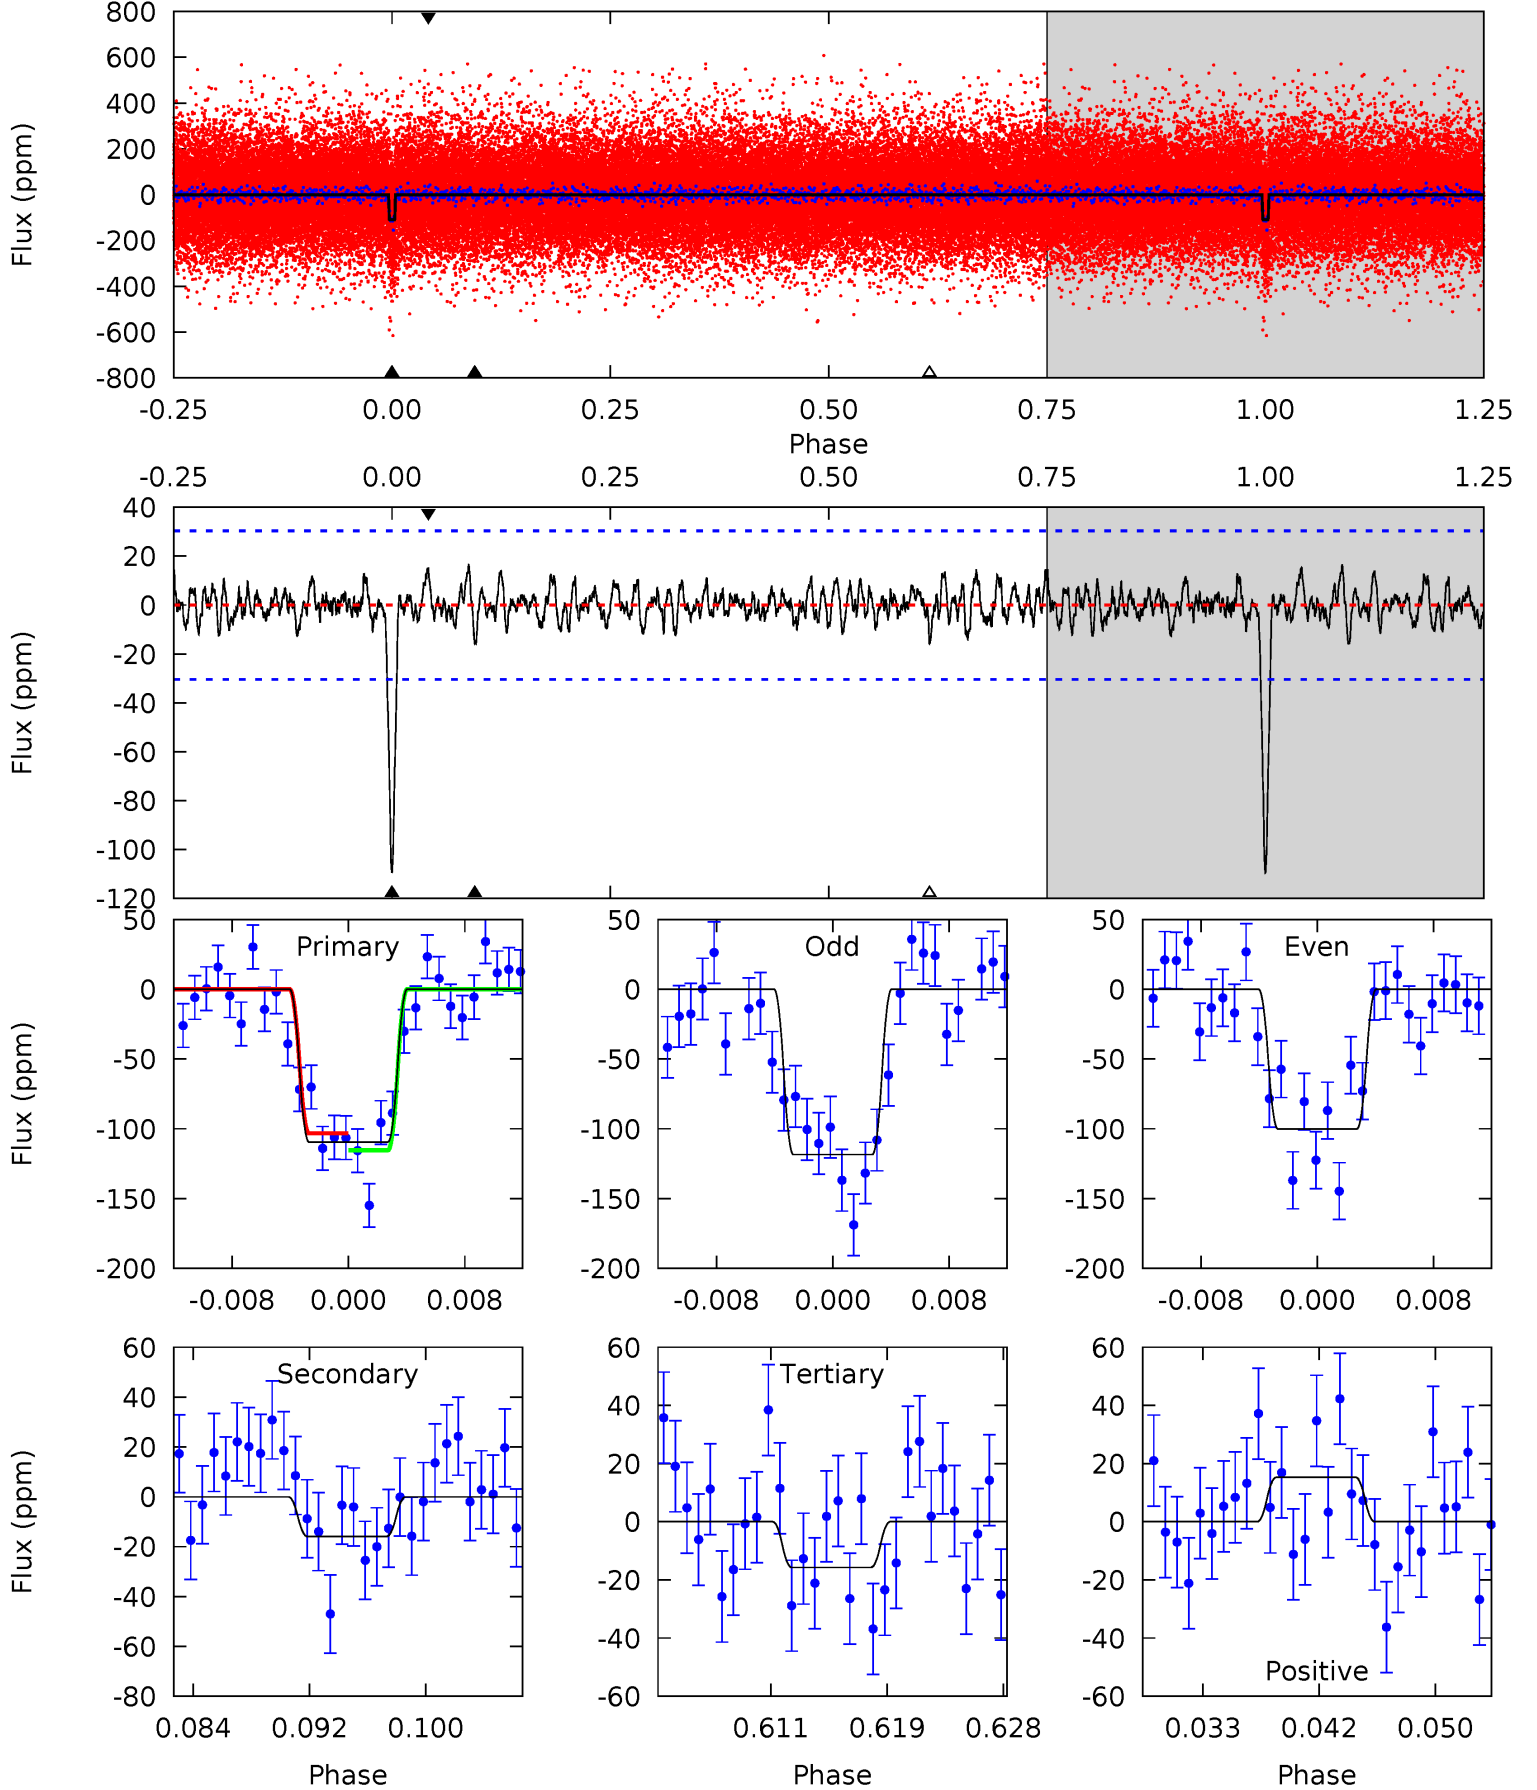 800
600
400
200
0
-200
-400
-600
-800
Flux (ppm)
-0.25 0.00 0.25 0.50 0.75 1.00 1.25
Phase
-0.25 0.00 0.25 0.50 0.75 1.00 1.25
40
20
0
-20
-40
-60
-80
-100
-120
Flux (ppm)
Primary Odd Even
50 50 50
0 0 0
-50 -50 -50
-100 -100 -100
-150 -150 -150
-200 -200 -200
Flux (ppm)
-0.008 0.000 0.008 -0.008 0.000 0.008 -0.008 0.000 0.008
60 60 60
Secondary Tertiary
40 40 40
20 20 20
0 0 0
-20 -20 -20
-40 -40 -40
-60
Positive
-80 -60 -60
Flux (ppm)
0.084 0.092 0.100 0.611 0.619 0.628 0.033 0.042 0.050
Phase Phase Phase